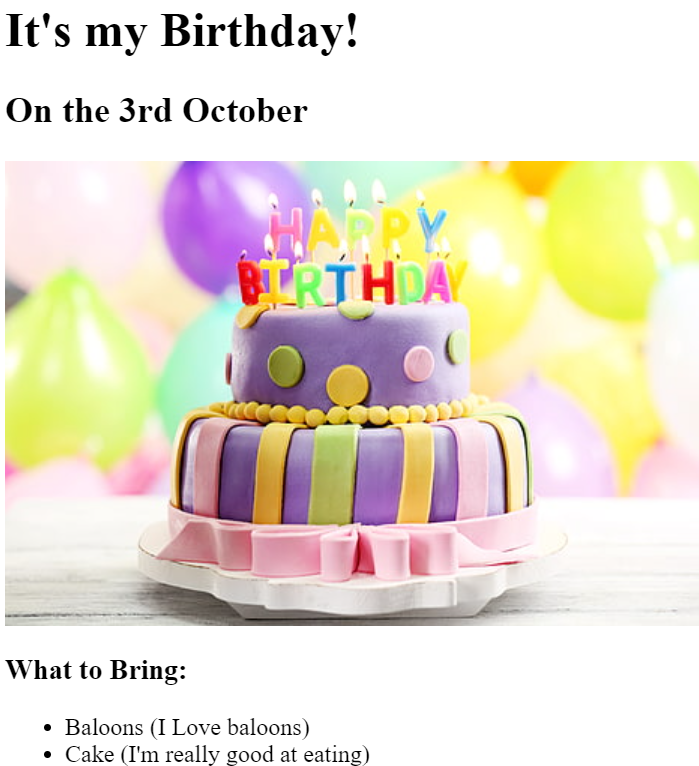 It's my Birthday!
On the 3rd October
HAPPY
BIRTHDAY
What to Bring:
Baloons (I Love baloons)
Cake (I'm really good at eating)